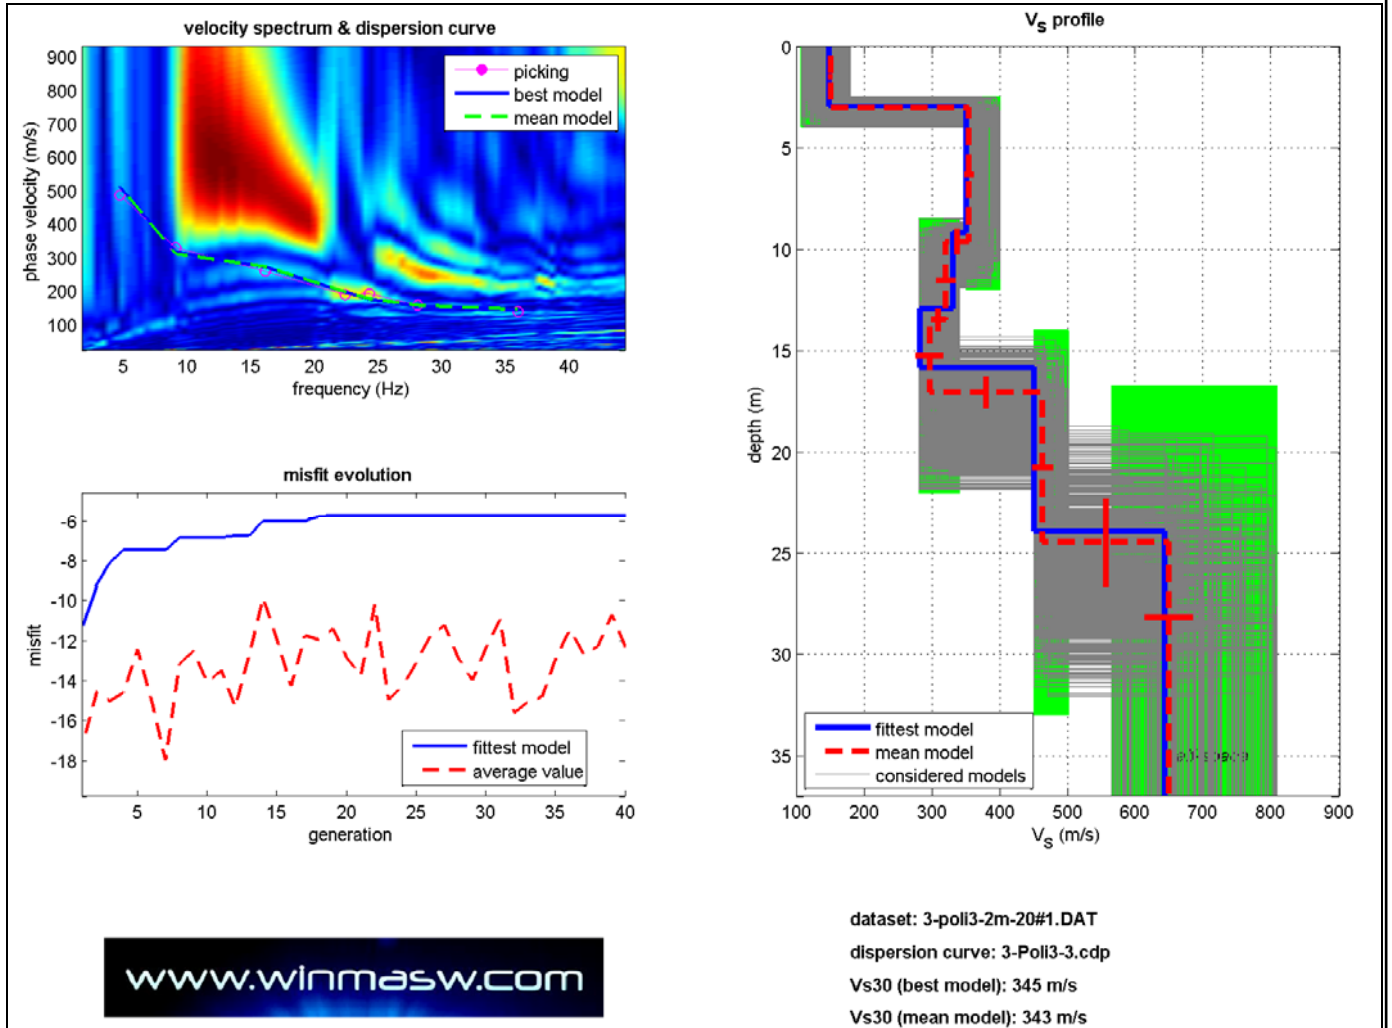 velocity spectrum & dispersion curve
900
800
700
600
500
400
300
200
100
phase velocity (m/s)
picking
best model
mean model
5
10
15
20
25
30
35
40
frequency (Hz)
misfit evolution
-6
-8
-10
-12
-14
-16
-18
misfit
fittest model
average value
5
10
15
20
25
30
35
40
generation
www.winmasw.com
VS profile
0
5
10
15
20
25
30
35
depth (m)
fittest model
mean model
considered models
100
200
300
400
500
600
700
800
900
VS (m/s)
dataset: 3-poli3-2m-20#1.DAT
dispersion curve: 3-Poli3-3.cdp
Vs30 (best model): 345 m/s
Vs30 (mean model): 343 m/s